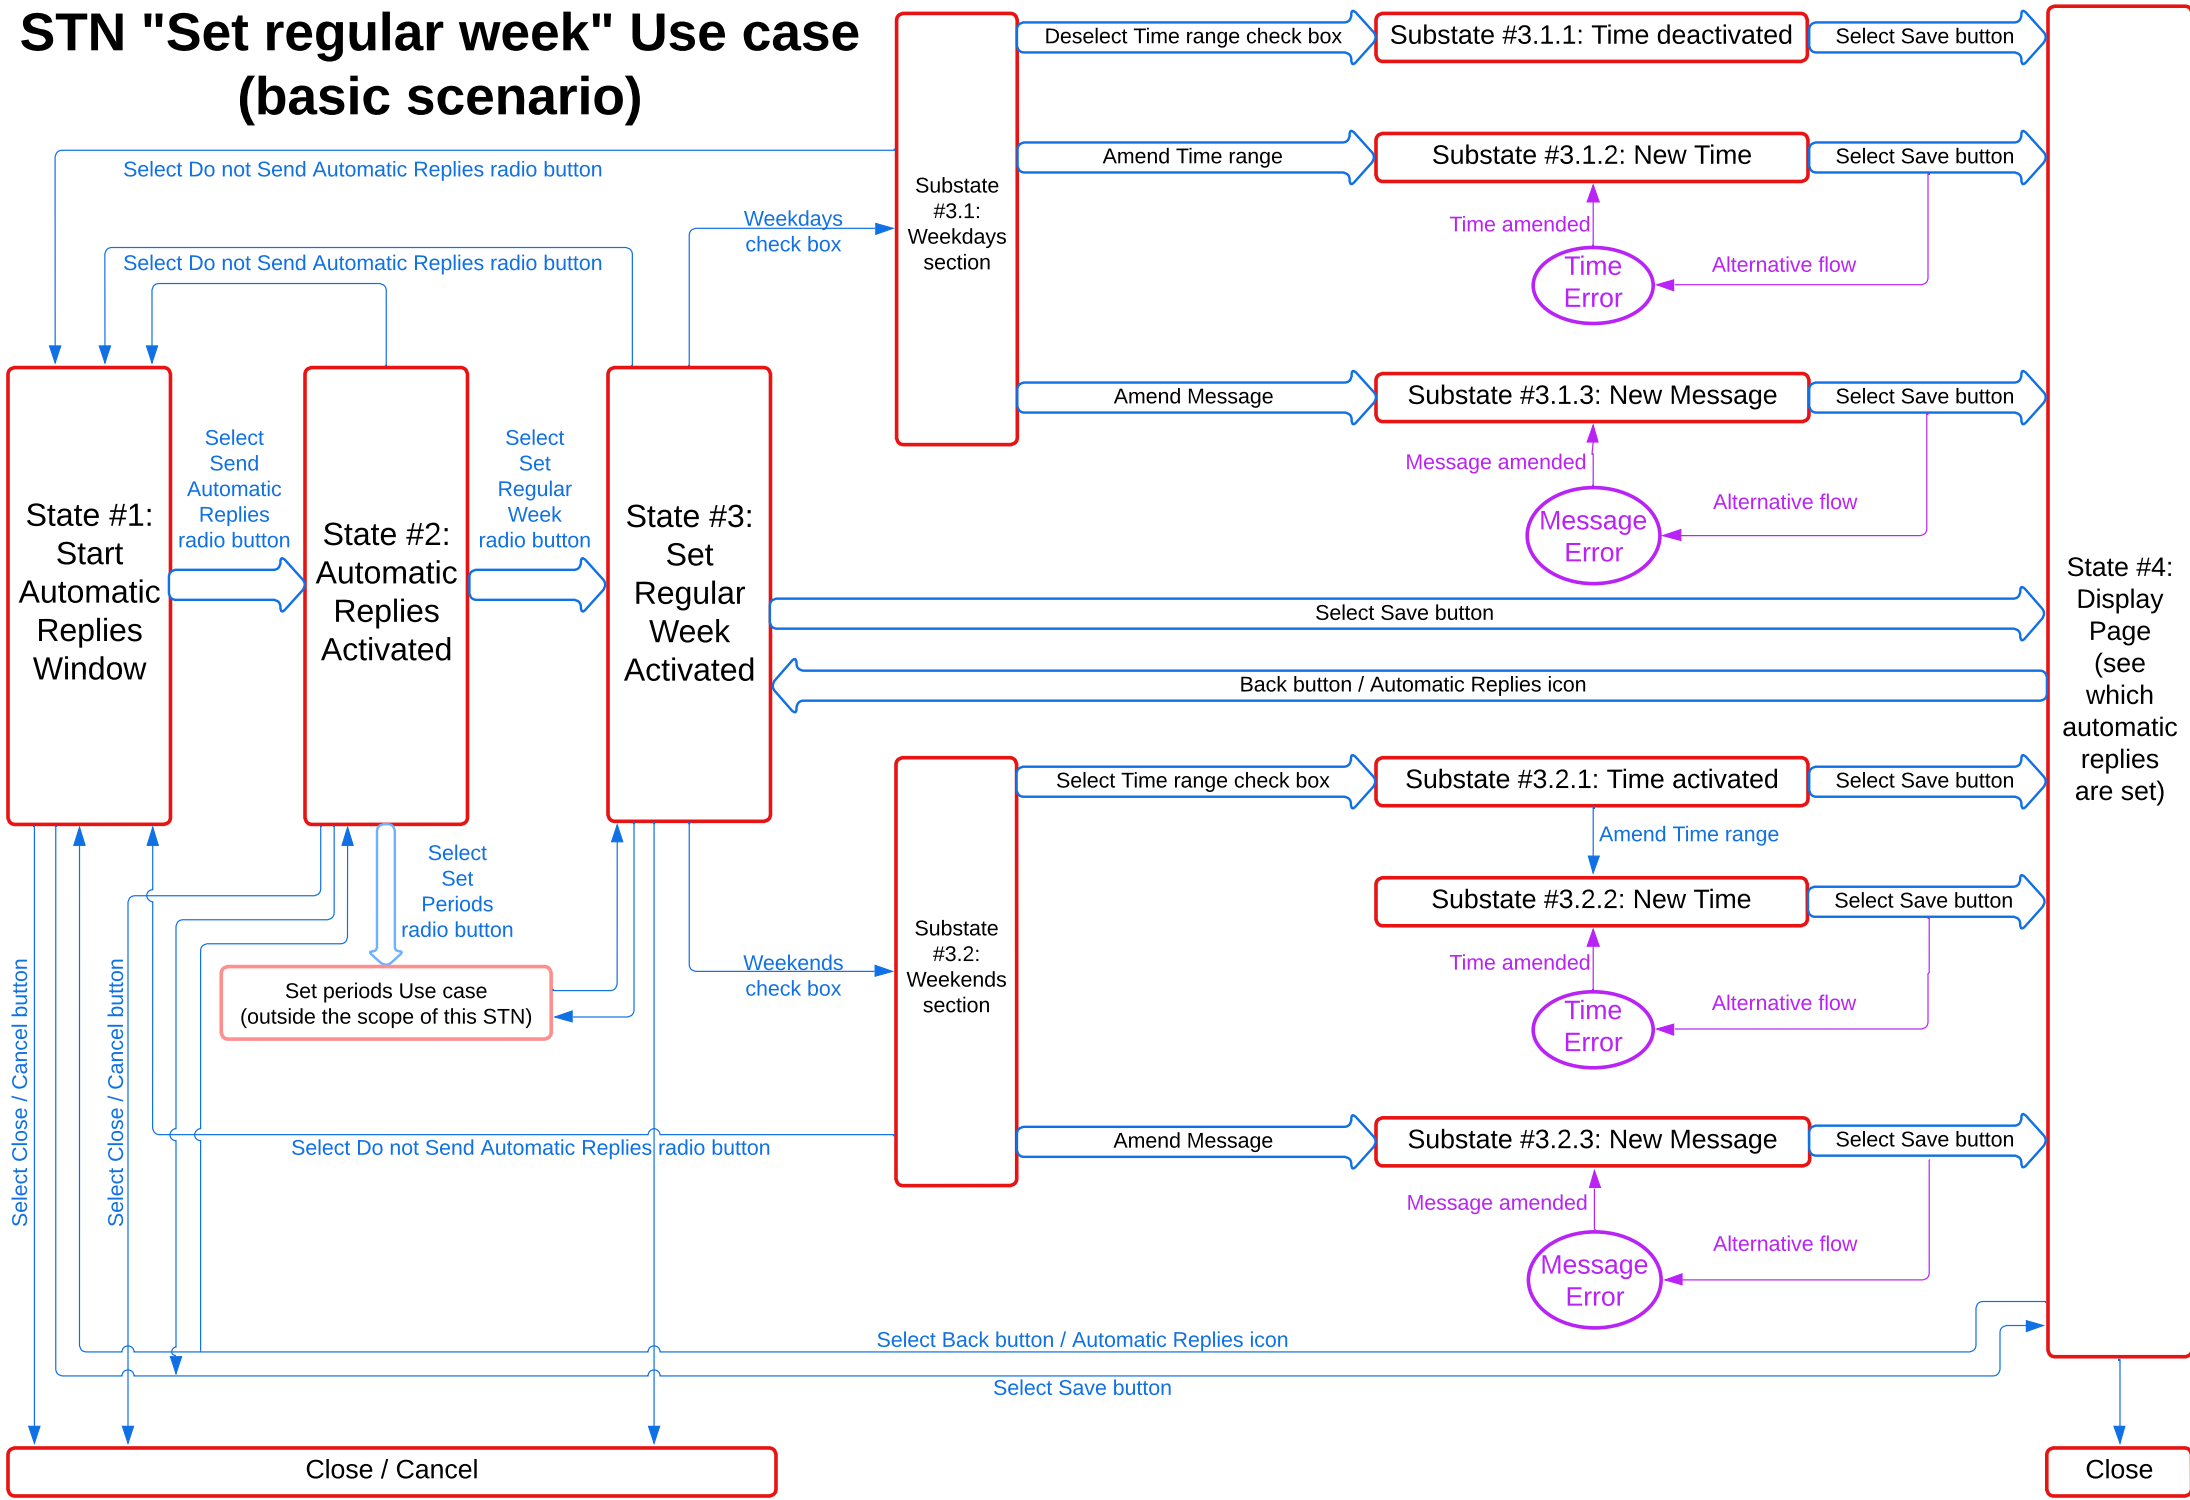 STN "Set regular week" Use case
(basic scenario)
Deselect Time range check box
Substate #3.1.1: Time deactivated
Select Save button
Select Do not Send Automatic Replies radio button
Amend Time range
Substate #3.1.2: New Time
Select Save button
Substate
#3.1:
Weekdays
section
Weekdays
check box
Time amended
Select Do not Send Automatic Replies radio button
Time
Error
Alternative flow
Amend Message
Substate #3.1.3: New Message
Select Save button
Message amended
Alternative flow
Message
Error
Select
Send
Automatic
Replies
radio button
Select
Set
Regular
Week
radio button
State #1:
Start
Automatic
Replies
Window
State #2:
Automatic
Replies
Activated
State #3:
Set
Regular
Week
Activated
State #4:
Display
Page
(see
which
automatic
replies
are set)
Select Save button
Back button / Automatic Replies icon
Select Time range check box
Substate #3.2.1: Time activated
Select Save button
Amend Time range
Select
Set
Periods
radio button
Substate #3.2.2: New Time
Select Save button
Substate
#3.2:
Weekends
section
Weekends
check box
Time amended
Time
Error
Alternative flow
Set periods Use case
(outside the scope of this STN)
Select Close / Cancel button
Select Close / Cancel button
Select Do not Send Automatic Replies radio button
Amend Message
Substate #3.2.3: New Message
Select Save button
Message amended
Alternative flow
Message
Error
Select Back button / Automatic Replies icon
Select Save button
Close / Cancel
Close